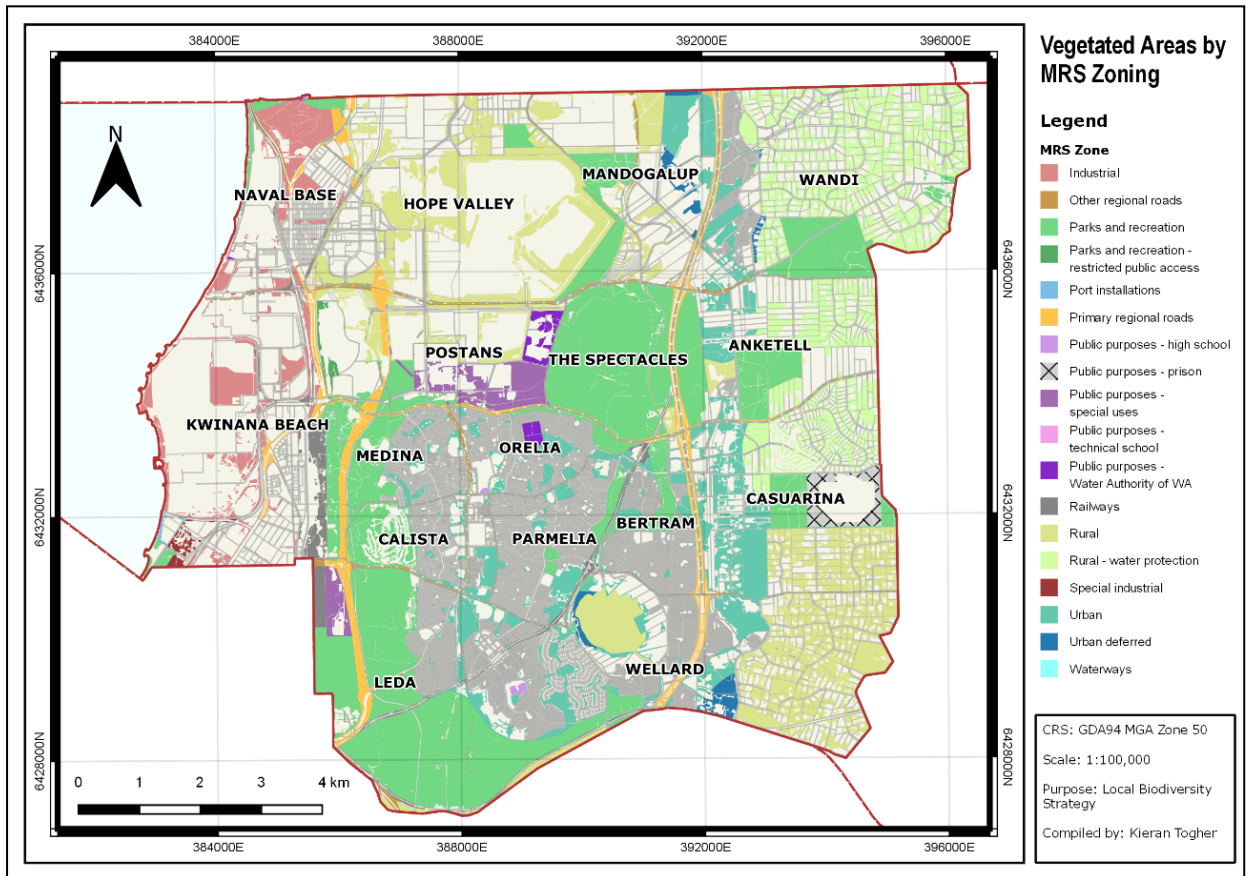 384000E 388000E 392000E 396000E
N
NAVAL BASE
HOPE VALLEY
MANDOGALUP
WANDI
POSTANS
THE SPECTACLES
ANKETELL
KWINANA BEACH
MEDINA
ORELIA
CASUARINA
CALISTA
PARMELIA
BERTRAM
LEDA
WELLARD
6436000N
6432000N
6428000N
6436000N
6432000N
6428000N
0 1 2 3 4 km
384000E 388000E 392000E 396000E
Vegetated Areas by
MRS Zoning
Legend
MRS Zone
Industrial
Other regional roads
Parks and recreation
Parks and recreation -
restricted public access
Port installations
Primary regional roads
Public purposes - high school
Public purposes - prison
Public purposes -
special uses
Public purposes -
technical school
Public purposes -
Water Authority of WA
Railways
Rural
Rural - water protection
Special industrial
Urban
Urban deferred
Waterways
CRS: GDA94 MGA Zone 50
Scale: 1:100,000
Purpose: Local Biodiversity
Strategy
Compiled by: Kieran Togher